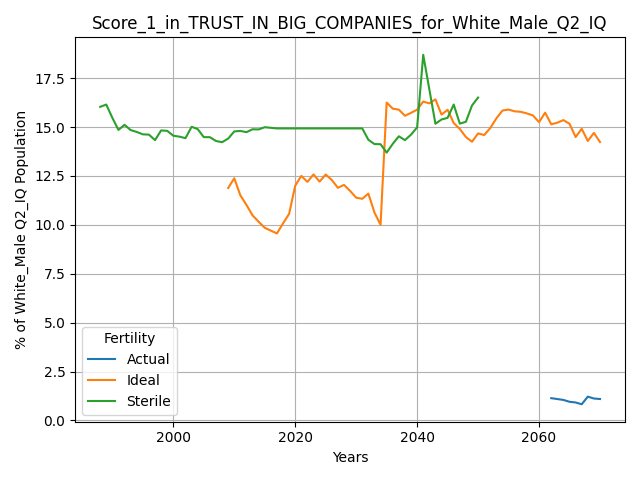 Score_1_in_TRUST_IN_BIG_COMPANIES_for_White_Male_Q2_IQ
% of White_Male Q2_IQ Population
17.5
15.0
12.5
10.0
7.5
5.0
2.5
0.0
Fertility
Actual
Ideal
Sterile
2000
2020
2040
2060
Years